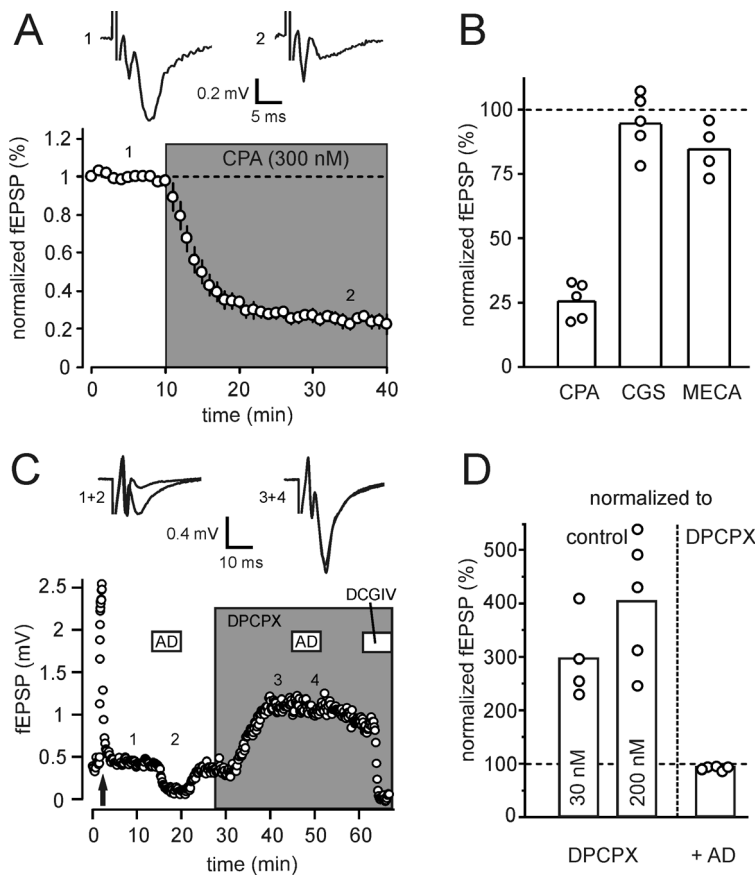 A
1
2
0.2 mV
5 ms
normalized fEPSP (%)
1.2
1
0.8
0.6
0.4
0.2
0
1
CPA (300 nM)
2
0
10
20
30
40
time (min)
B
normalized fEPSP (%)
100
75
50
25
0
CPA
CGS
MECA
C
1+2
3+4
0.4 mV
10 ms
fEPSP (mV)
2.5
2
1.5
1
0.5
0
AD
DPCPX
AD
DCGIV
1
2
3
4
0
10
20
30
40
50
60
time (min)
D
normalized to
control
DPCPX
normalized fEPSP (%)
500
400
300
200
100
0
30 nM
200 nM
DPCPX
+ AD